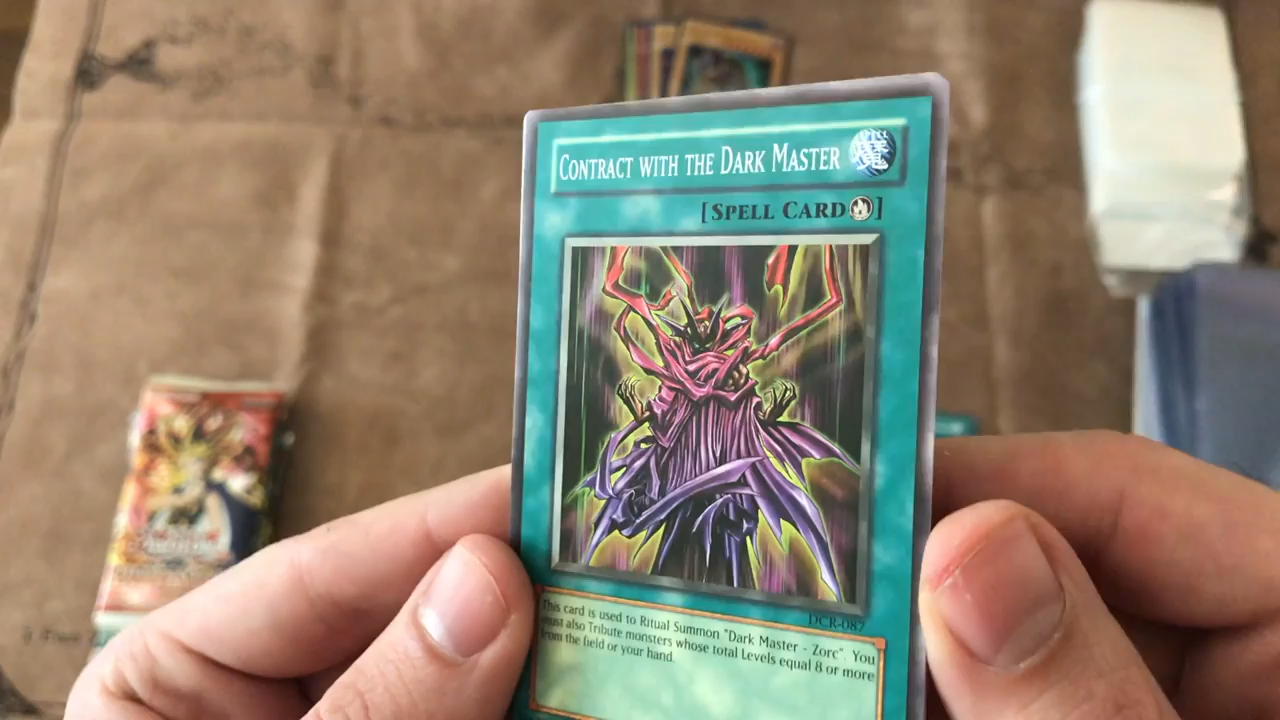 CONTRACT WITH THE DARK MASTER 魔
[SPELL CARD]
DCR-087
This card is used to Ritual Summon "Dark Master - Zorc". You
must also Tribute monsters whose total Levels equal 8 or more
from the field or your hand.